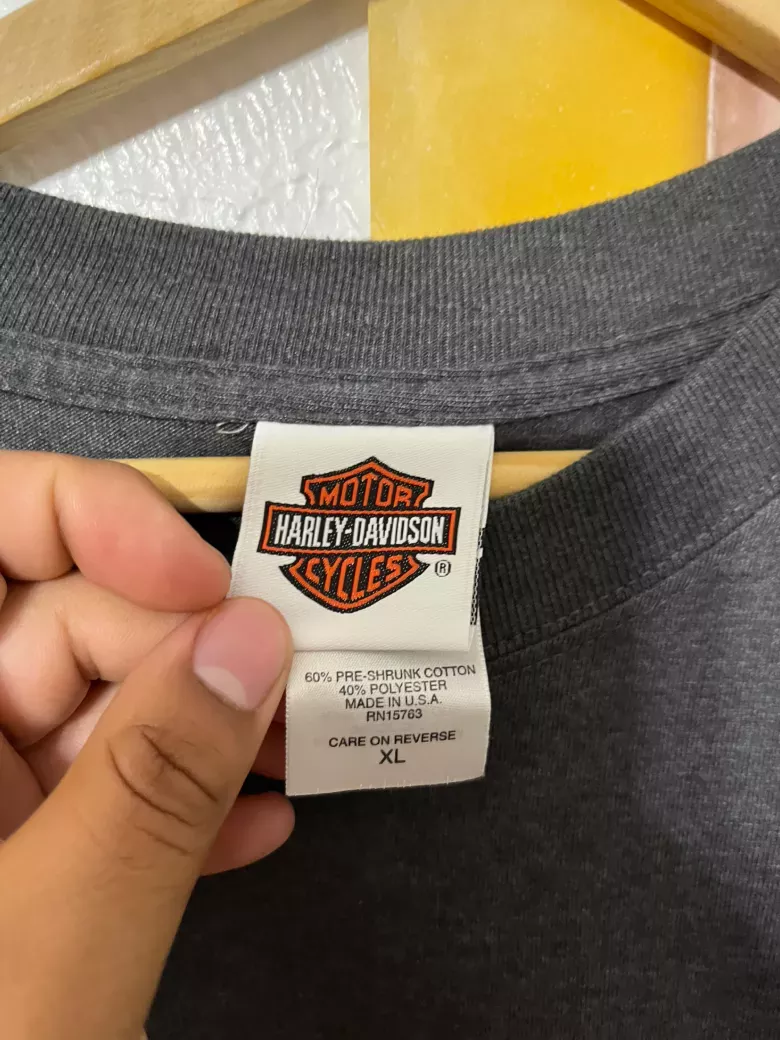 MOTOR
HARLEY-DAVIDSON
CYCLES
®
60% PRE-SHRUNK COTTON
40% POLYESTER
MADE IN U.S.A.
RN15763
CARE ON REVERSE
XL